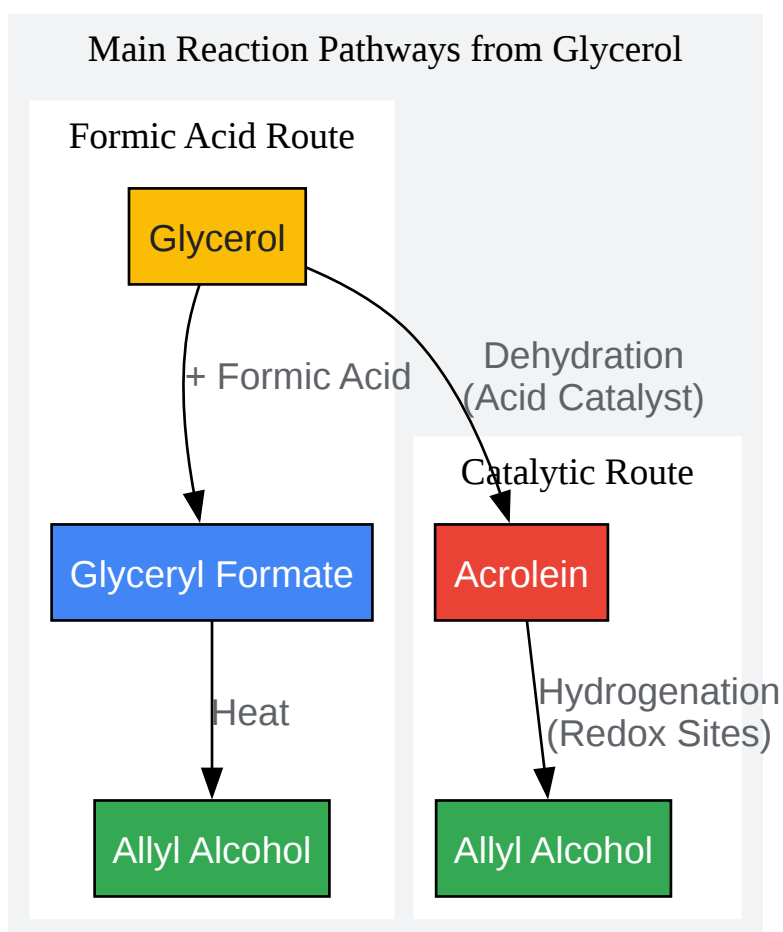 Main Reaction Pathways from Glycerol
Formic Acid Route
Glycerol
+ Formic Acid
Dehydration
(Acid Catalyst)
Catalytic Route
Glyceryl Formate
Acrolein
Heat
Hydrogenation
(Redox Sites)
Allyl Alcohol
Allyl Alcohol